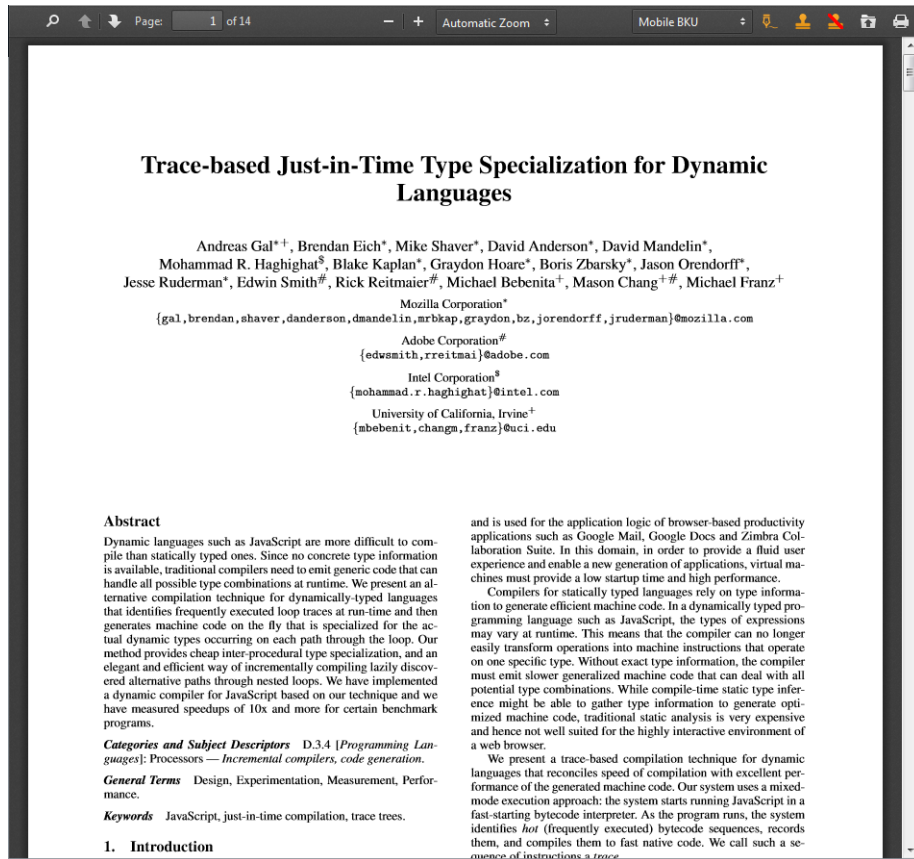 Page: 1 of 14 Automatic Zoom Mobile BKU
Trace-based Just-in-Time Type Specialization for Dynamic
Languages
Andreas Gal*+, Brendan Eich*, Mike Shaver*, David Anderson*, David Mandelin*,
Mohammad R. Haghighat$, Blake Kaplan*, Graydon Hoare*, Boris Zbarsky*, Jason Orendorff*,
Jesse Ruderman*, Edwin Smith#, Rick Reitmaier#, Michael Bebenita+, Mason Chang+#, Michael Franz+
Mozilla Corporation*
{gal,brendan,shaver,danderson,dmandelin,mrbkap,graydon,bz,jorendorff,jruderman}@mozilla.com
Adobe Corporation#
{edwsmith,rreitmai}@adobe.com
Intel Corporation$
{mohammad.r.haghighat}@intel.com
University of California, Irvine+
{mbebenit,changm,franz}@uci.edu
Abstract
Dynamic languages such as JavaScript are more difficult to com-
pile than statically typed ones. Since no concrete type information
is available, traditional compilers need to emit generic code that can
handle all possible type combinations at runtime. We present an al-
ternative compilation technique for dynamically-typed languages
that identifies frequently executed loop traces at run-time and then
generates machine code on the fly that is specialized for the ac-
tual dynamic types occurring on each path through the loop. Our
method provides cheap inter-procedural type specialization, and an
elegant and efficient way of incrementally compiling lazily discov-
ered alternative paths through nested loops. We have implemented
a dynamic compiler for JavaScript based on our technique and we
have measured speedups of 10x and more for certain benchmark
programs.
Categories and Subject Descriptors D.3.4 [Programming Lan-
guages]: Processors — Incremental compilers, code generation.
General Terms Design, Experimentation, Measurement, Perfor-
mance.
Keywords JavaScript, just-in-time compilation, trace trees.
1. Introduction
and is used for the application logic of browser-based productivity
applications such as Google Mail, Google Docs and Zimbra Col-
laboration Suite. In this domain, in order to provide a fluid user
experience and enable a new generation of applications, virtual ma-
chines must provide a low startup time and high performance.
Compilers for statically typed languages rely on type informa-
tion to generate efficient machine code. In a dynamically typed pro-
gramming language such as JavaScript, the types of expressions
may vary at runtime. This means that the compiler can no longer
easily transform operations into machine instructions that operate
on one specific type. Without exact type information, the compiler
must emit slower generalized machine code that can deal with all
potential type combinations. While compile-time static type infer-
ence might be able to gather type information to generate opti-
mized machine code, traditional static analysis is very expensive
and hence not well suited for the highly interactive environment of
a web browser.
We present a trace-based compilation technique for dynamic
languages that reconciles speed of compilation with excellent per-
formance of the generated machine code. Our system uses a mixed-
mode execution approach: the system starts running JavaScript in a
fast-starting bytecode interpreter. As the program runs, the system
identifies hot (frequently executed) bytecode sequences, records
them, and compiles them to fast native code. We call such a se-
quence of instructions a trace.